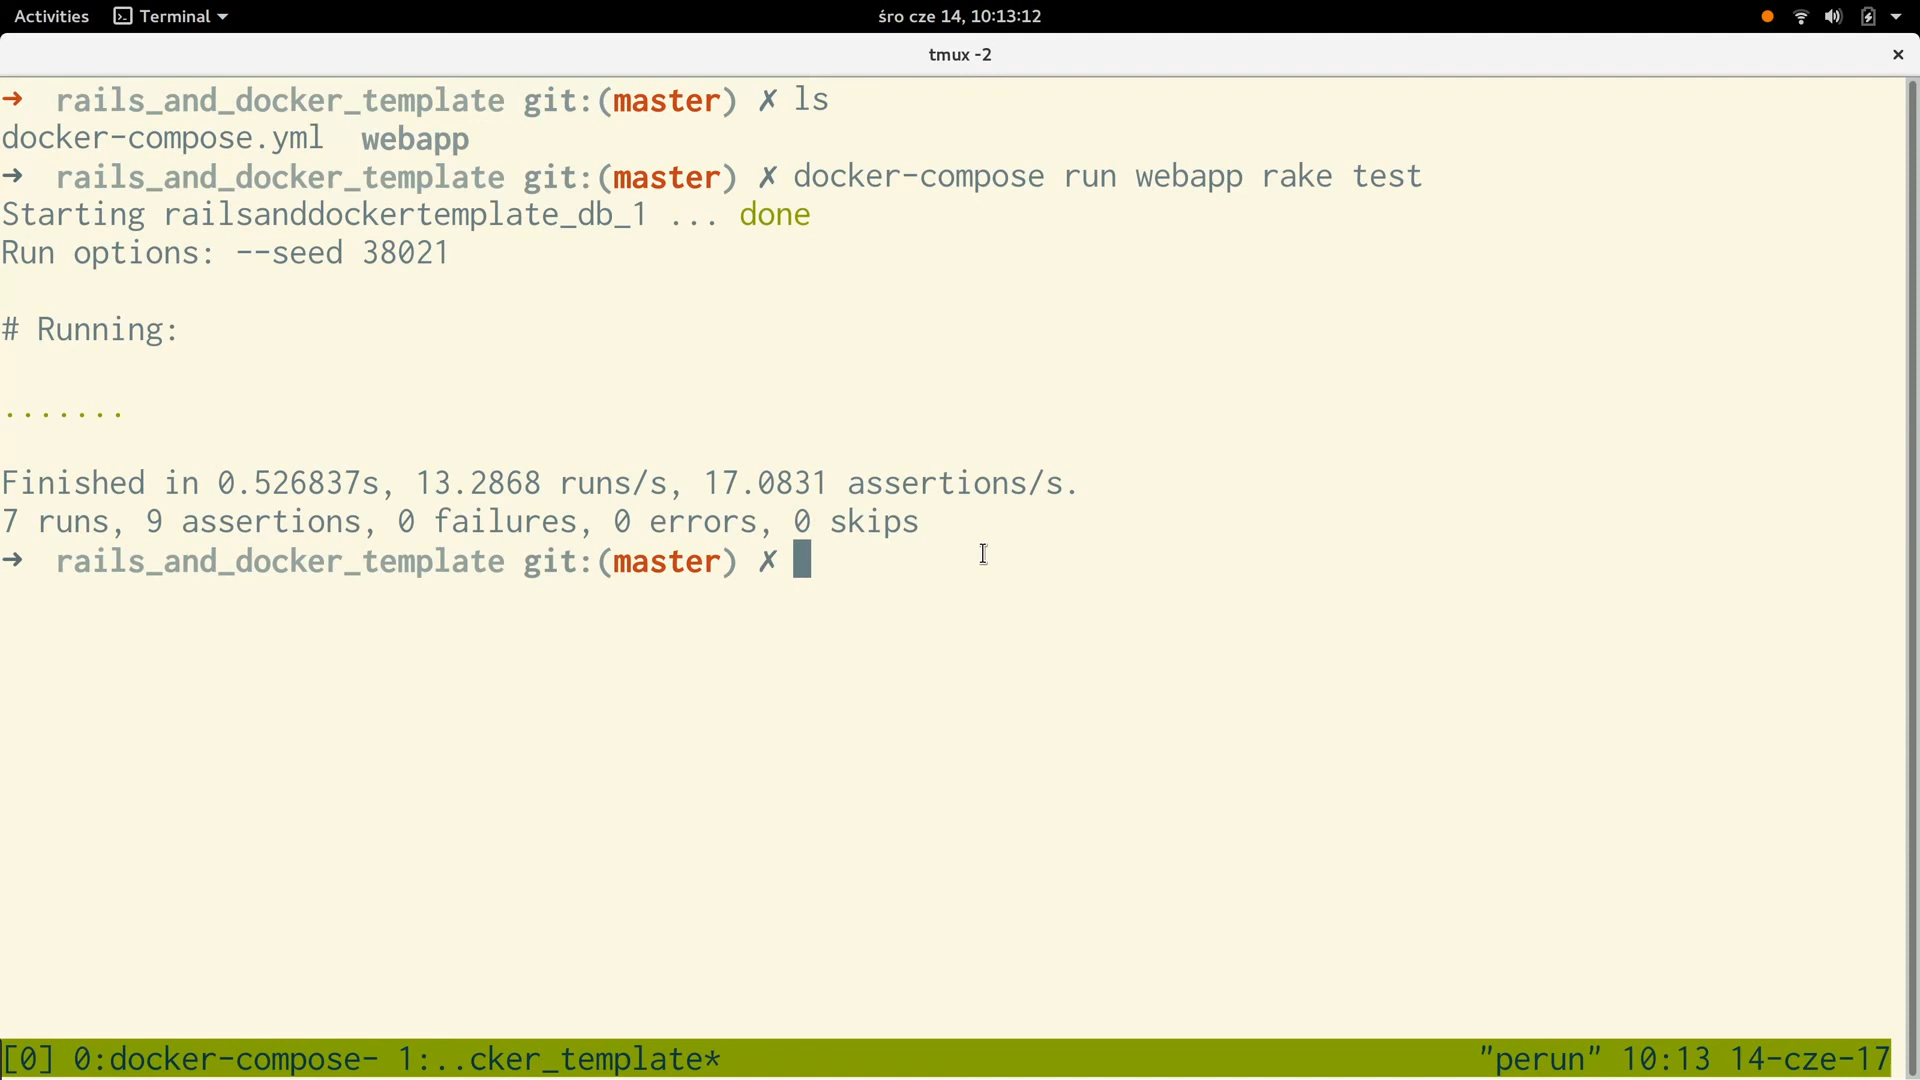 Activities Terminal śro cze 14, 10:13:12
tmux -2 ×
➜ rails_and_docker_template git:(master) ✗ ls
docker-compose.yml webapp
➜ rails_and_docker_template git:(master) ✗ docker-compose run webapp rake test
Starting railsanddockertemplate_db_1 ... done
Run options: --seed 38021
# Running:
.......
Finished in 0.526837s, 13.2868 runs/s, 17.0831 assertions/s.
7 runs, 9 assertions, 0 failures, 0 errors, 0 skips
➜ rails_and_docker_template git:(master) ✗
[0] 0:docker-compose- 1:..cker_template* "perun" 10:13 14-cze-17